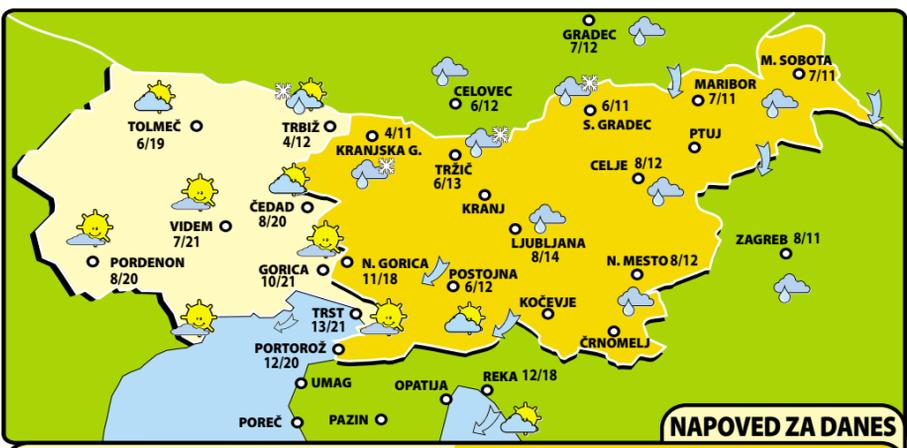 GRADEC
7/12
M. SOBOTA
7/11
CELOVEC
6/12
MARIBOR
7/11
6/11
S. GRADEC
TOLMEČ
6/19
TRBIŽ
4/12
4/11
KRANJSKA G.
PTUJ
TRŽIČ
6/13
CELJE 8/12
KRANJ
ČEDAD
8/20
VIDEM
7/21
LJUBLJANA
8/14
ZAGREB 8/11
PORDENON
8/20
GORICA
10/21
N. GORICA
11/18
POSTOJNA
6/12
N. MESTO 8/12
KOČEVJE
TRST
13/21
ČRNOMELJ
PORTOROŽ
12/20
UMAG
OPATIJA
REKA 12/18
POREČ
PAZIN
NAPOVED ZA DANES